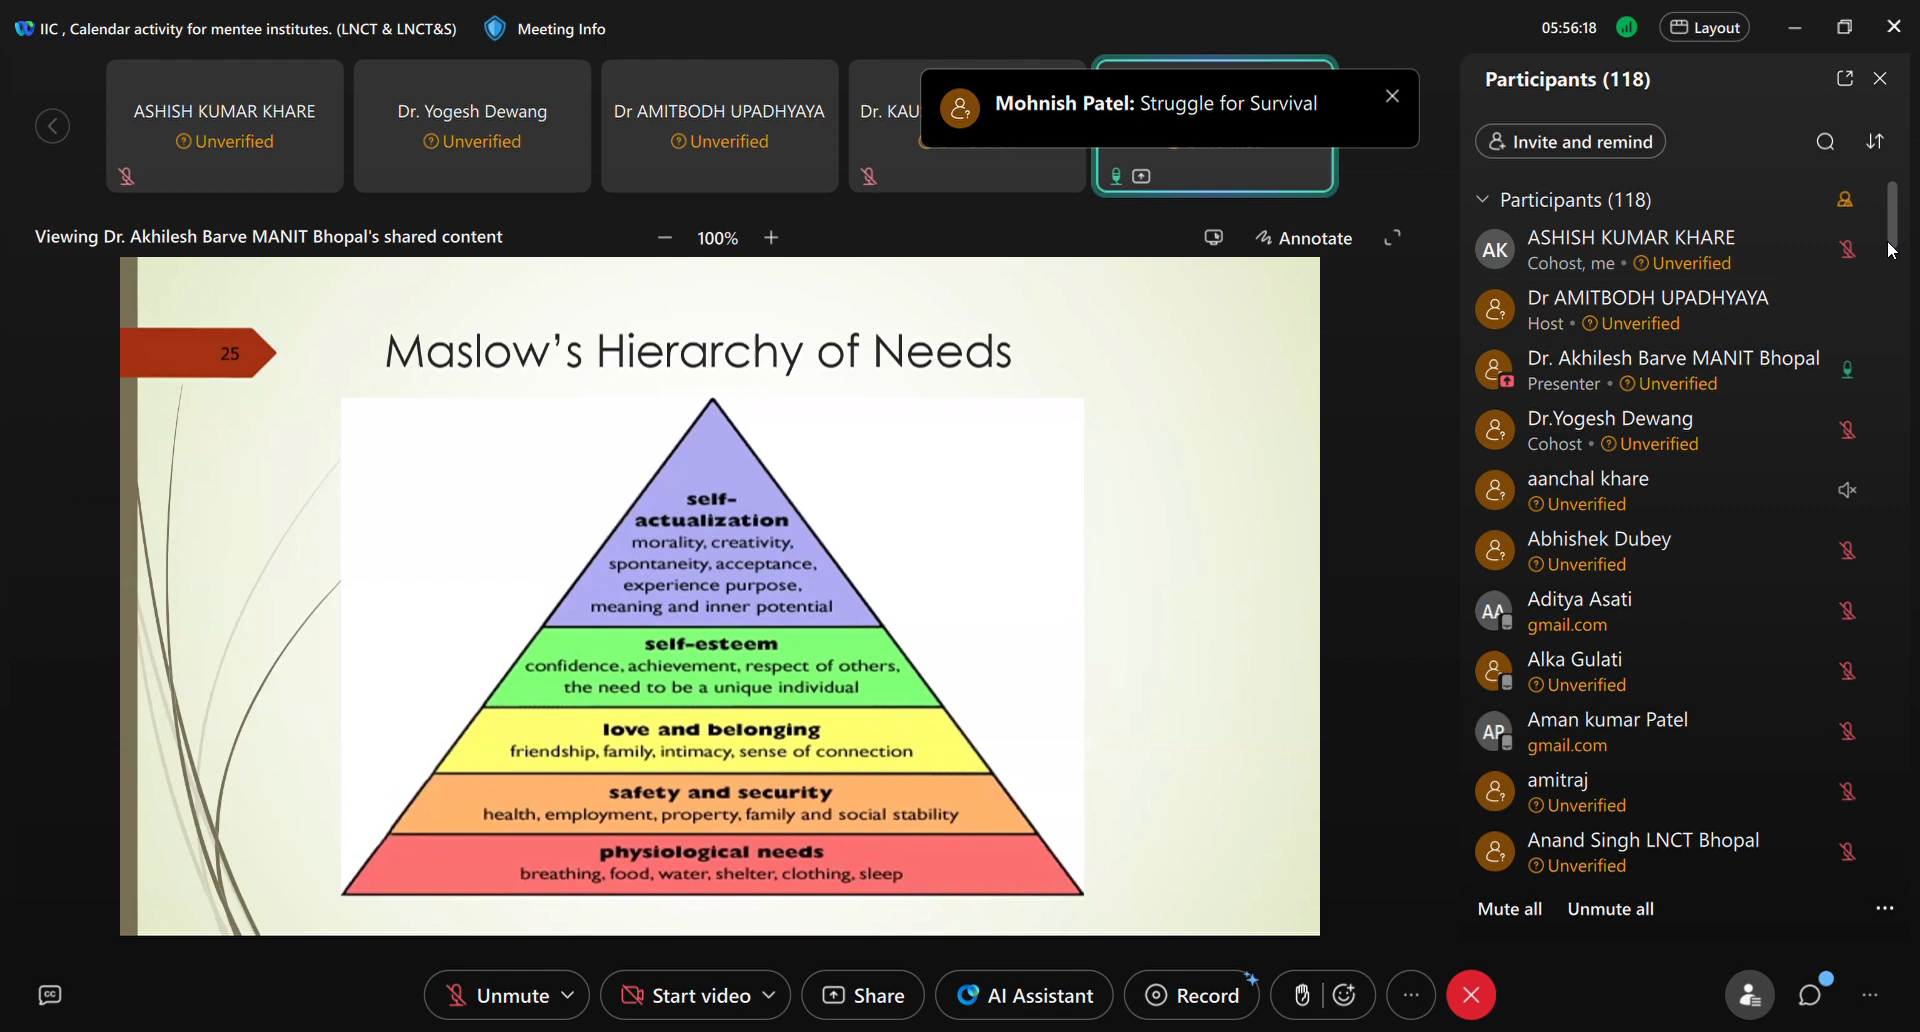 IIC , Calendar activity for mentee institutes. (LNCT & LNCT&S)
Meeting Info
05:56:18
Layout
ASHISH KUMAR KHARE
Unverified
Dr. Yogesh Dewang
Unverified
Dr AMITBODH UPADHYAYA
Unverified
Dr. KAU
Mohnish Patel: Struggle for Survival
Viewing Dr. Akhilesh Barve MANIT Bhopal's shared content
100%
Annotate
25
Maslow's Hierarchy of Needs
self-
actualization
morality, creativity,
spontaneity, acceptance,
experience purpose,
meaning and inner potential
self-esteem
confidence, achievement, respect of others,
the need to be a unique individual
love and belonging
friendship, family, intimacy, sense of connection
safety and security
health, employment, property, family and social stability
physiological needs
breathing, food, water, shelter, clothing, sleep
Participants (118)
Invite and remind
Participants (118)
AK
ASHISH KUMAR KHARE
Cohost, me • Unverified
Dr AMITBODH UPADHYAYA
Host • Unverified
Dr. Akhilesh Barve MANIT Bhopal
Presenter • Unverified
Dr.Yogesh Dewang
Cohost • Unverified
aanchal khare
Unverified
Abhishek Dubey
Unverified
AA
Aditya Asati
gmail.com
Alka Gulati
Unverified
AP
Aman kumar Patel
gmail.com
amitraj
Unverified
Anand Singh LNCT Bhopal
Unverified
Mute all
Unmute all
CC
Unmute
Start video
Share
AI Assistant
Record